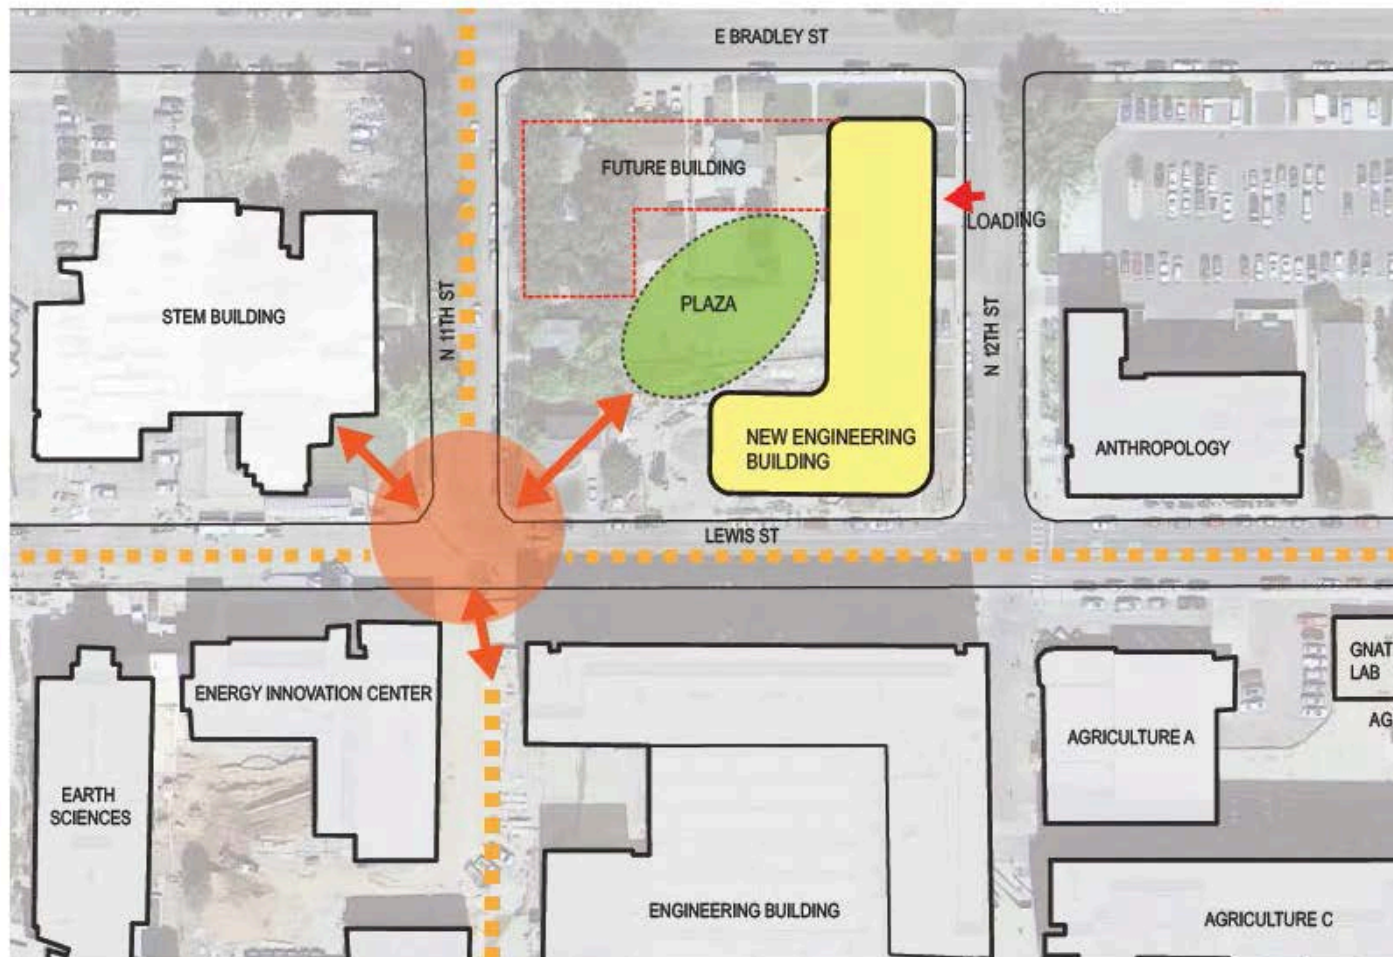 E BRADLEY ST
FUTURE BUILDING
LOADING
STEM BUILDING
N 11TH ST
PLAZA
N 12TH ST
NEW ENGINEERING
BUILDING
ANTHROPOLOGY
LEWIS ST
ENERGY INNOVATION CENTER
GNAT
LAB
AG
AGRICULTURE A
EARTH
SCIENCES
ENGINEERING BUILDING
AGRICULTURE C